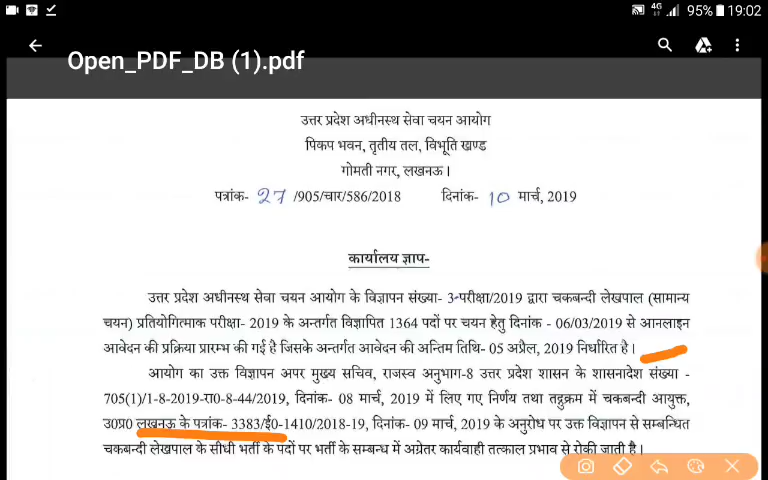 4G 95% 19:02
Open_PDF_DB (1).pdf
उत्तर प्रदेश अधीनस्थ सेवा चयन आयोग
पिकप भवन, तृतीय तल, विभूति खण्ड
गोमती नगर, लखनऊ।
पत्रांक- 27 /905/चार/586/2018 दिनांक- 10 मार्च, 2019
कार्यालय ज्ञाप-
उत्तर प्रदेश अधीनस्थ सेवा चयन आयोग के विज्ञापन संख्या- 3-परीक्षा/2019 द्वारा चकबन्दी लेखपाल (सामान्य
चयन) प्रतियोगितात्मक परीक्षा- 2019 के अन्तर्गत विज्ञापित 1364 पदों पर चयन हेतु दिनांक - 06/03/2019 से आनलाइन
आवेदन की प्रक्रिया प्रारम्भ की गई है जिसके अन्तर्गत आवेदन की अन्तिम तिथि- 05 अप्रैल, 2019 निर्धारित है।
आयोग का उक्त विज्ञापन अपर मुख्य सचिव, राजस्व अनुभाग-8 उत्तर प्रदेश शासन के शासनादेश संख्या -
705(1)/1-8-2019-रा0-8-44/2019, दिनांक- 08 मार्च, 2019 में लिए गए निर्णय तथा तद्क्रम में चकबन्दी आयुक्त,
उ0प्र0 लखनऊ के पत्रांक- 3383/ई0-1410/2018-19, दिनांक- 09 मार्च, 2019 के अनुरोध पर उक्त विज्ञापन से सम्बन्धित
चकबन्दी लेखपाल के सीधी भर्ती के पदों पर भर्ती के सम्बन्ध में अग्रेतर कार्यवाही तत्काल प्रभाव से रोकी जाती है।